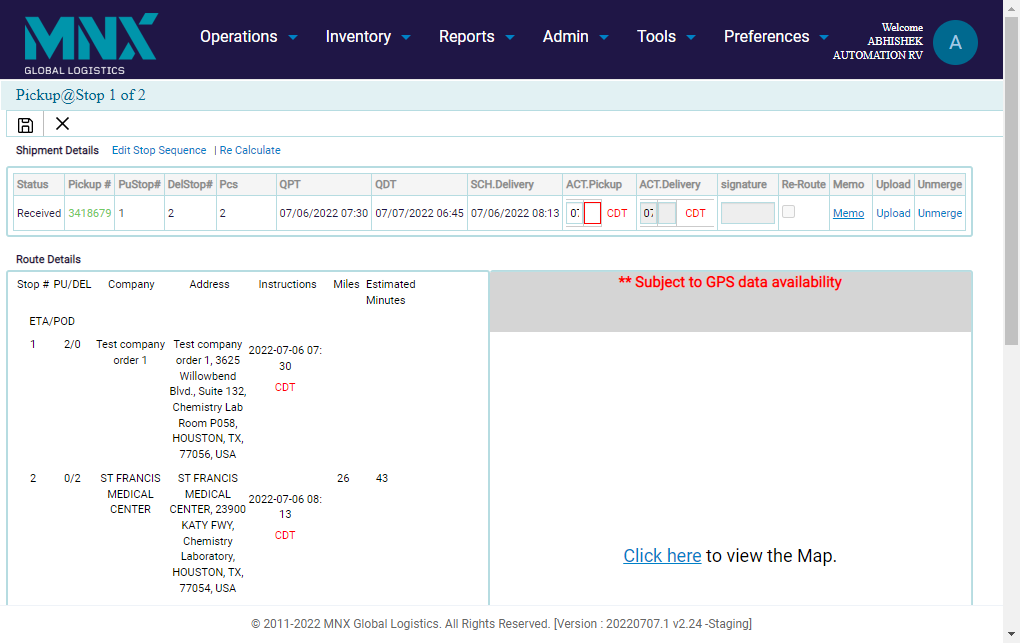 MNX
GLOBAL LOGISTICS
Operations Inventory Reports Admin Tools Preferences
Welcome
ABHISHEK
AUTOMATION RV
A
Pickup@Stop 1 of 2
Shipment Details Edit Stop Sequence | Re Calculate
Status Pickup # PuStop# DelStop# Pcs QPT QDT SCH.Delivery ACT.Pickup ACT.Delivery signature Re-Route Memo Upload Unmerge
Received 3418679 1 2 2 07/06/2022 07:30 07/07/2022 06:45 07/06/2022 08:13 CDT CDT Memo Upload Unmerge
Route Details
Stop # PU/DEL Company Address Instructions Miles Estimated
Minutes
ETA/POD
1 2/0 Test company
order 1
Test company
order 1, 3625
Willowbend
Blvd., Suite 132,
Chemistry Lab
Room P058,
HOUSTON, TX,
77056, USA
2022-07-06 07:
30
CDT
2 0/2 ST FRANCIS
MEDICAL
CENTER
ST FRANCIS
MEDICAL
CENTER, 23900
KATY FWY,
Chemistry
Laboratory,
HOUSTON, TX,
77054, USA
2022-07-06 08:
13
CDT
26 43
** Subject to GPS data availability
Click here to view the Map.
© 2011-2022 MNX Global Logistics. All Rights Reserved. [Version : 20220707.1 v2.24 -Staging]